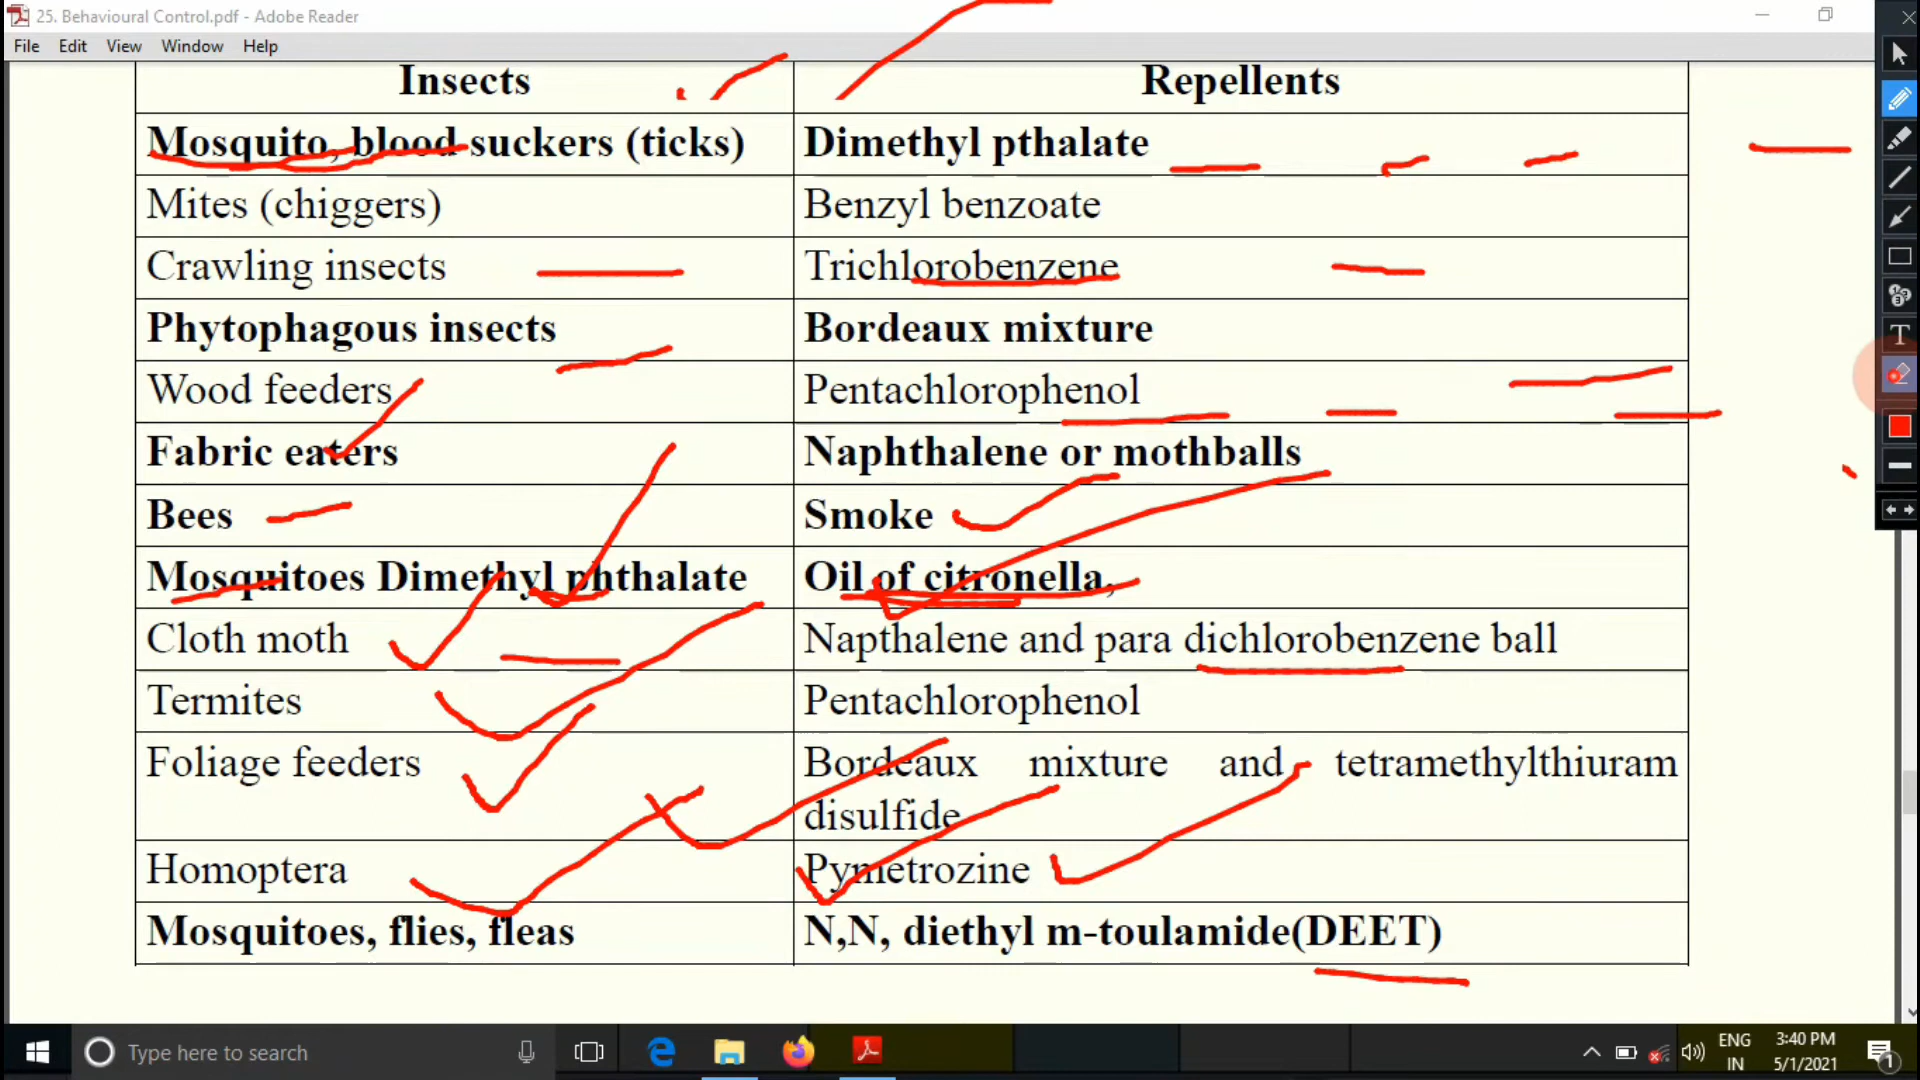 25. Behavioural Control.pdf - Adobe Reader
File Edit View Window Help
Insects Repellents
Mosquito, blood suckers (ticks) Dimethyl pthalate
Mites (chiggers) Benzyl benzoate
Crawling insects Trichlorobenzene
Phytophagous insects Bordeaux mixture
Wood feeders Pentachlorophenol
Fabric eaters Naphthalene or mothballs
Bees Smoke
Mosquitoes Dimethyl phthalate Oil of citronella,
Cloth moth Napthalene and para dichlorobenzene ball
Termites Pentachlorophenol
Foliage feeders Bordeaux mixture and tetramethylthiuram
disulfide
Homoptera Pymetrozine
Mosquitoes, flies, fleas N,N, diethyl m-toulamide(DEET)
T
Type here to search
ENG 3:40 PM
IN 5/1/2021 1